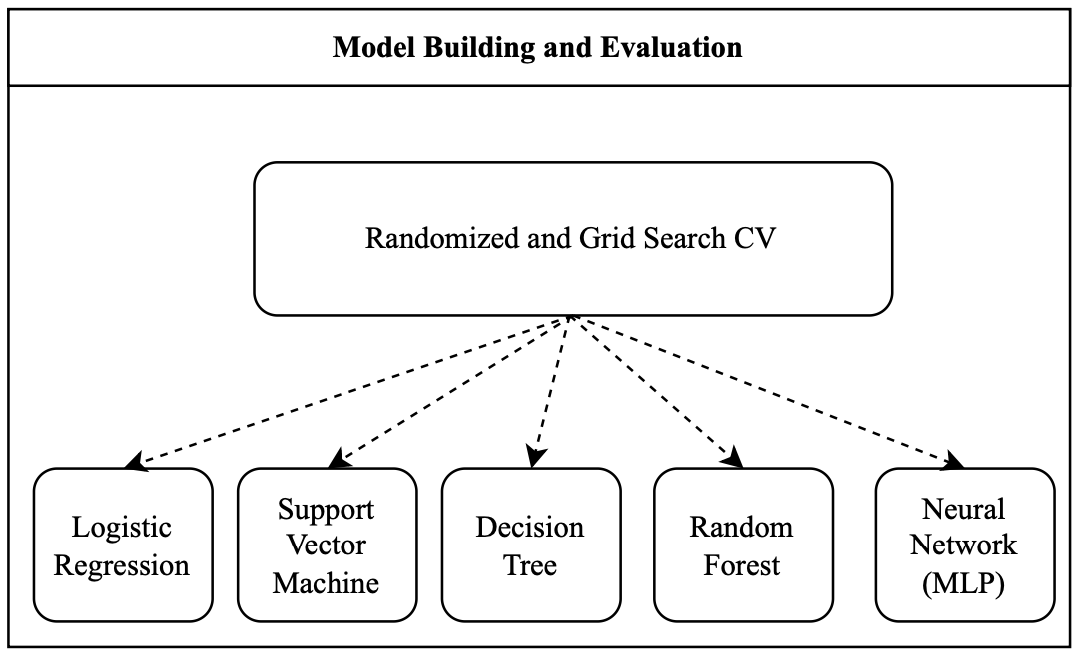 Model Building and Evaluation
Randomized and Grid Search CV
Logistic
Regression
Support
Vector
Machine
Decision
Tree
Random
Forest
Neural
Network
(MLP)